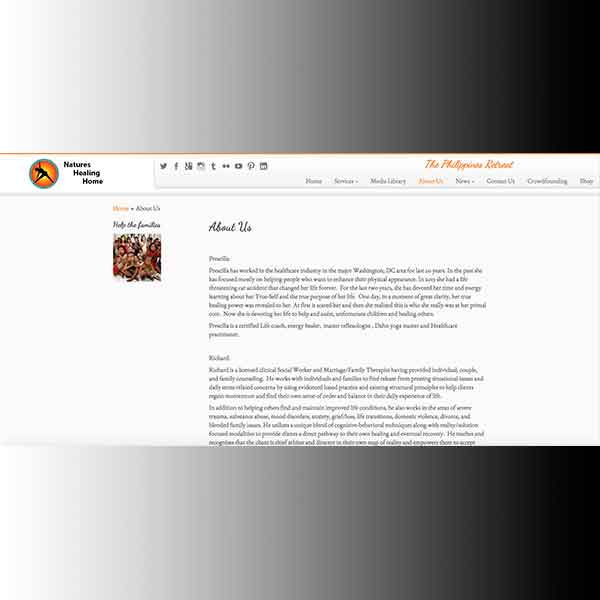 Natures
Healing
Home
The Philippines Retreat
Home Services Media Library About Us News Contact Us Crowdfounding Shop
Home » About Us
Help the families
About Us
Priscilla:
Priscilla has worked in the healthcare industry in the major Washington, DC area for last 20 years. In the past she
has focused mostly on helping people who want to enhance their physical appearance. In 2013 she had a life
threatening car accident that changed her life forever. For the last two years, she has devoted her time and energy
learning about her True-Self and the true purpose of her life. One day, in a moment of great clarity, her true
healing power was revealed to her. At first is scared her and then she realized this is who she really was at her primal
core. Now she is devoting her life to help and assist, unfortunate children and healing others.
Priscilla is a certified Life coach, energy healer, master reflexologist , Dahn yoga master and Healthcare
practitioner.
Richard:
Richard is a licensed clinical Social Worker and Marriage/Family Therapist having provided individual, couple,
and family counseling. He works with individuals and families to find release from pressing situational issues and
daily stress related concerns by using evidenced based practice and existing structural principles to help clients
regain momentum and find their own sense of order and balance in their daily experience of life.
In addition to helping others find and maintain improved life conditions, he also works in the areas of severe
trauma, substance abuse, mood disorders, anxiety, grief/loss, life transitions, domestic violence, divorce, and
blended family issues. He utilizes a unique blend of cognitive-behavioral techniques along with reality/solution
focused modalities to provide clients a direct pathway to their own healing and eventual recovery. He teaches and
recognizes that the client is chief athlete and director in their own map of reality and empowers them to accept